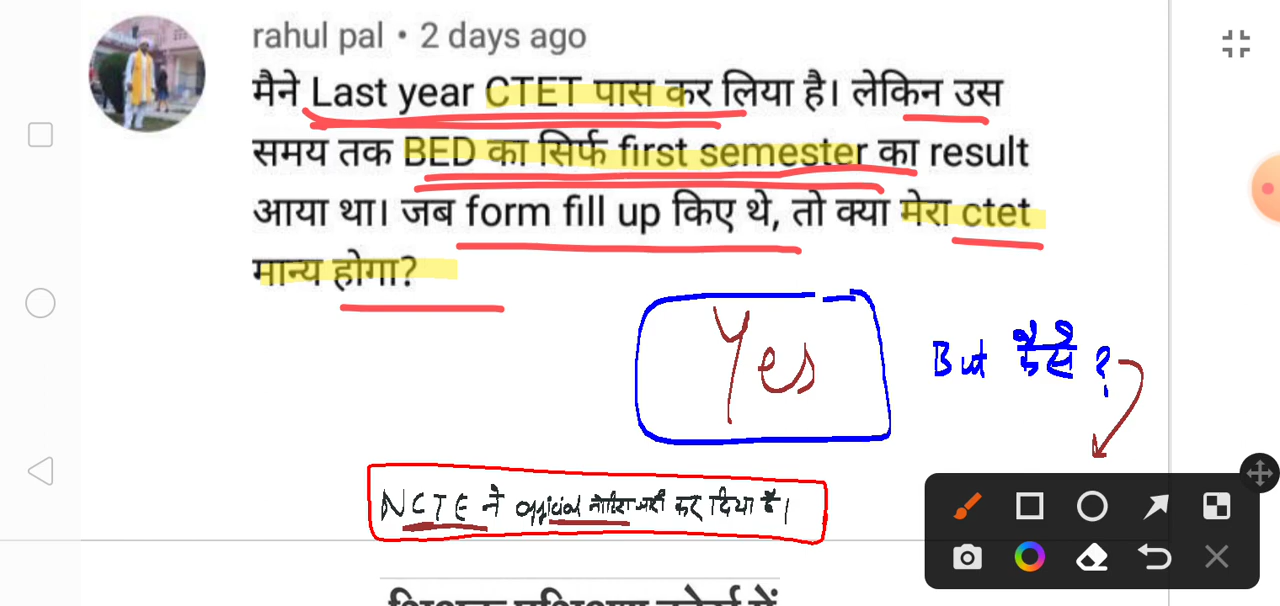 rahul pal • 2 days ago
मैने Last year CTET पास कर लिया है। लेकिन उस
समय तक BED का सिर्फ first semester का result
आया था। जब form fill up किए थे, तो क्या मेरा ctet
मान्य होगा?
Yes
But कैसे ?
NCTE ने official नोटिस जारी कर दिया है।